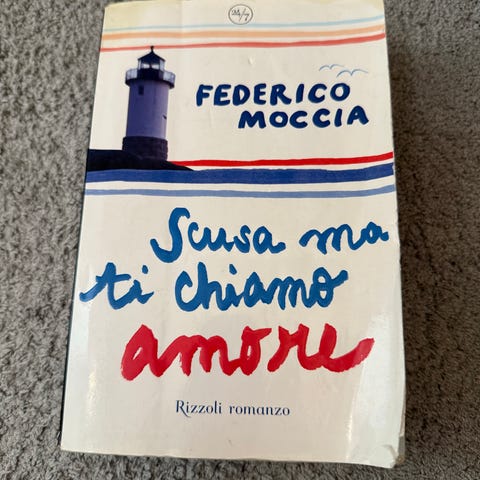 24/7
FEDERICO
MOCCIA
Scusa ma
ti chiamo
amore
Rizzoli romanzo